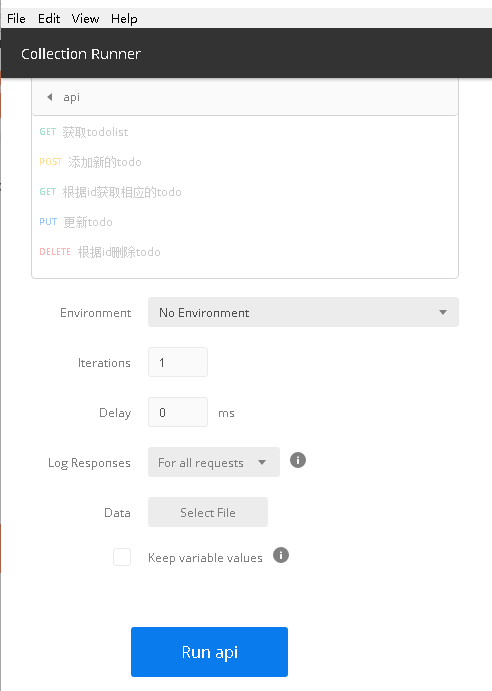 File Edit View Help
Collection Runner
api
GET 获取todolist
POST 添加新的todo
GET 根据id获取相应的todo
PUT 更新todo
DELETE 根据id删除todo
Environment No Environment
Iterations 1
Delay 0 ms
Log Responses For all requests
Data Select File
Keep variable values
Run api